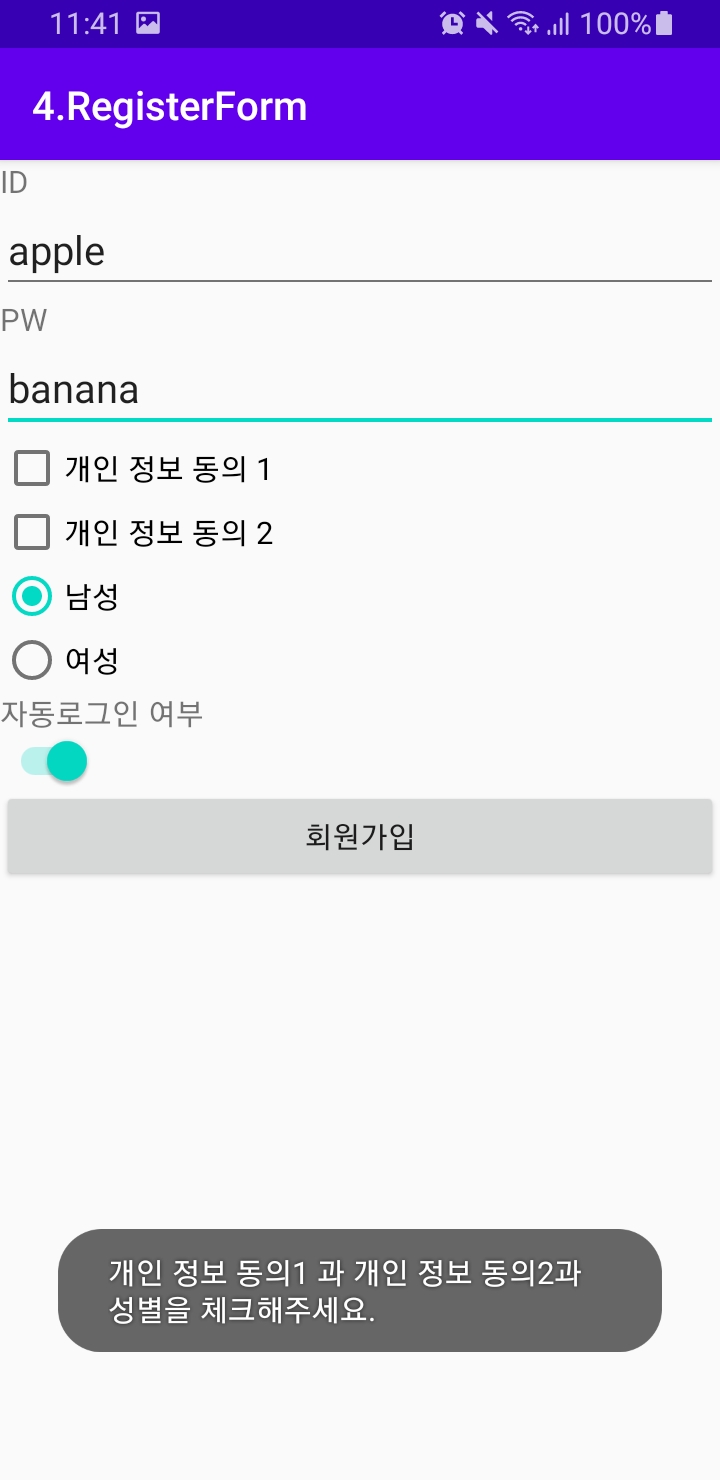 11:41 100%
4.RegisterForm
ID
apple
PW
banana
개인 정보 동의 1
개인 정보 동의 2
남성
여성
자동로그인 여부
회원가입
개인 정보 동의1 과 개인 정보 동의2과
성별을 체크해주세요.